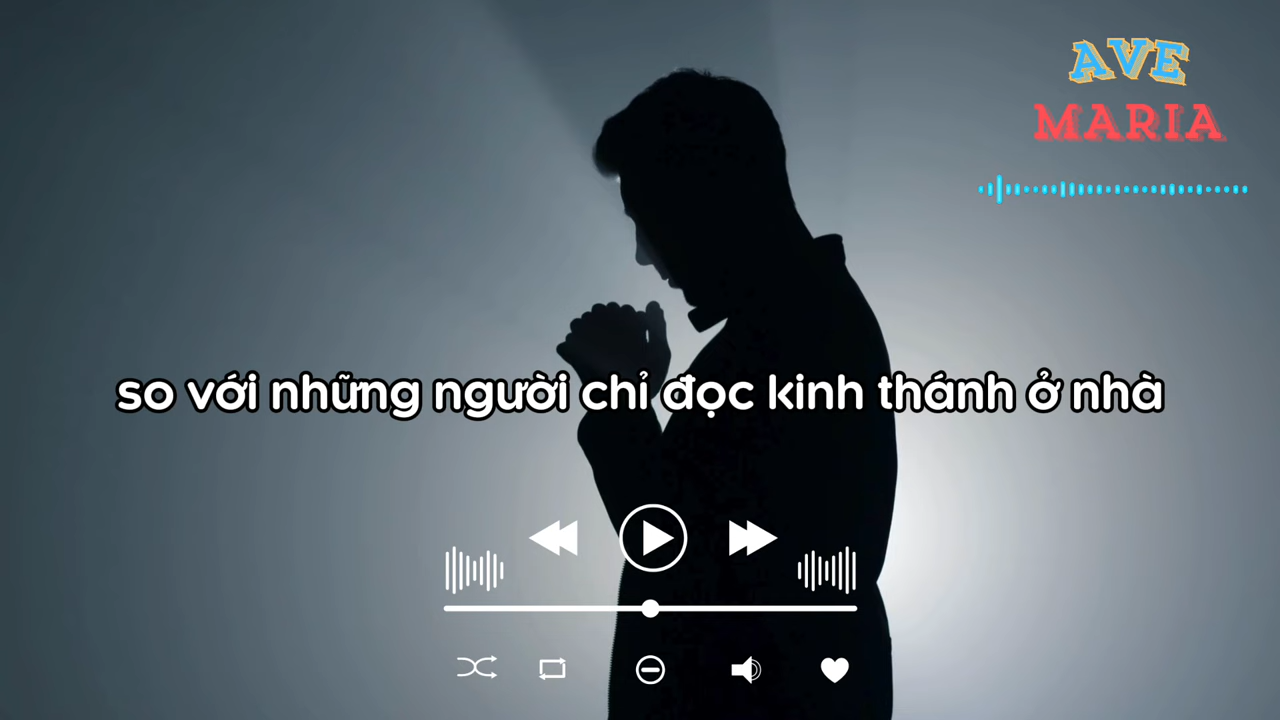 AVE
MARIA
so với những người chỉ đọc kinh thánh ở nhà